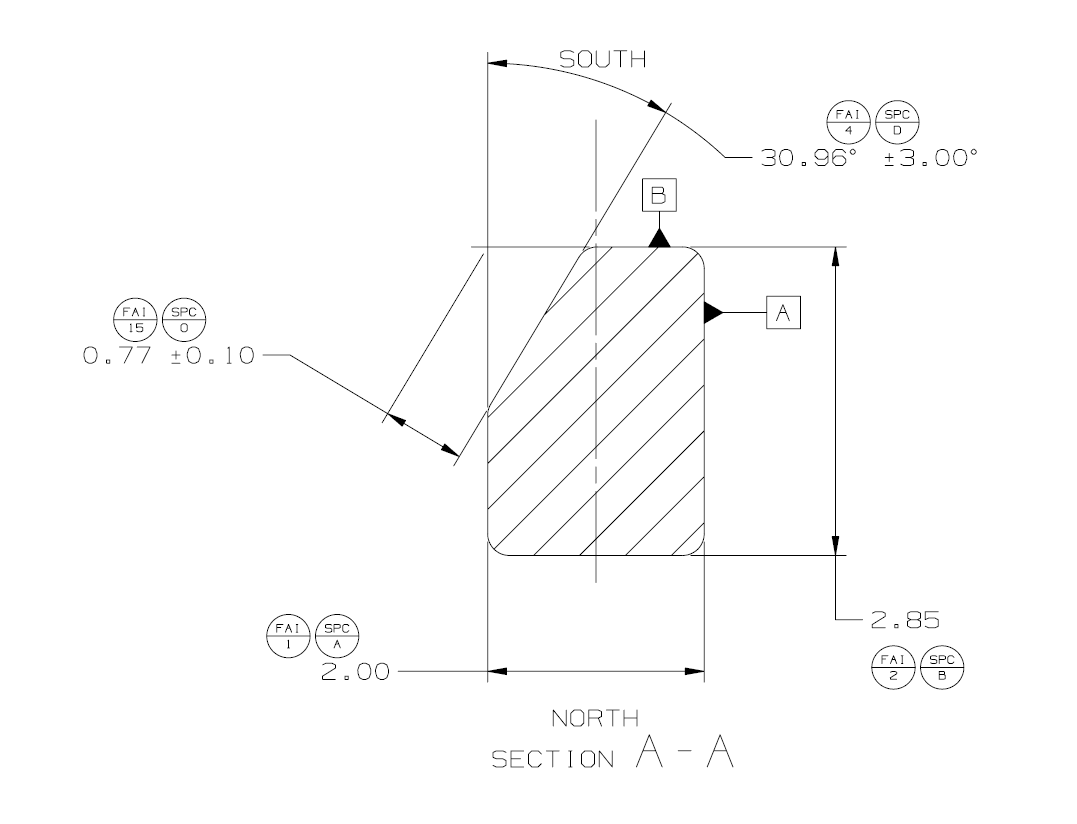 SOUTH
FAI 4 SPC D
30.96° ±3.00°
B
A
FAI 15 SPC O
0.77 ±0.10
FAI 1 SPC A
2.00
2.85
FAI 2 SPC B
NORTH
SECTION A-A